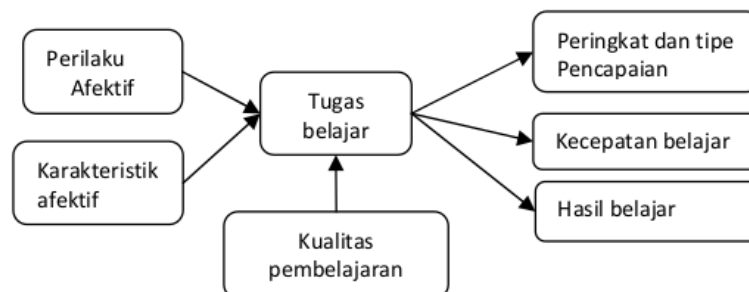 Perilaku
Afektif
Karakteristik
afektif
Tugas
belajar
Kualitas
pembelajaran
Peringkat dan tipe
Pencapaian
Kecepatan belajar
Hasil belajar